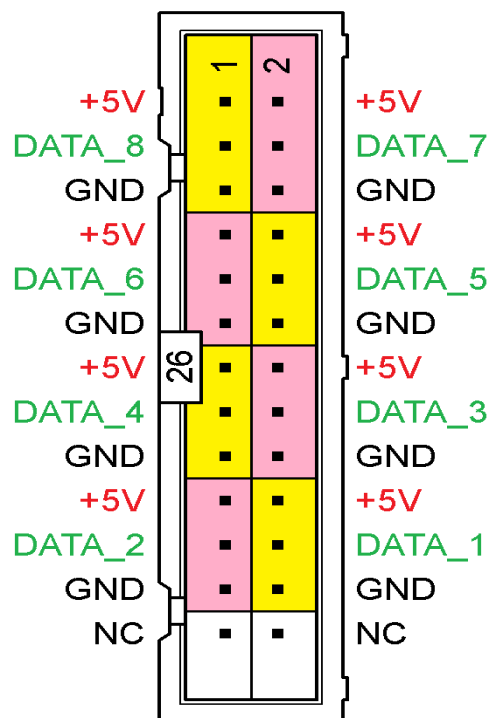 1 2
+5V +5V
DATA_8 DATA_7
GND GND
+5V +5V
DATA_6 DATA_5
GND GND
26
+5V +5V
DATA_4 DATA_3
GND GND
+5V +5V
DATA_2 DATA_1
GND GND
NC NC